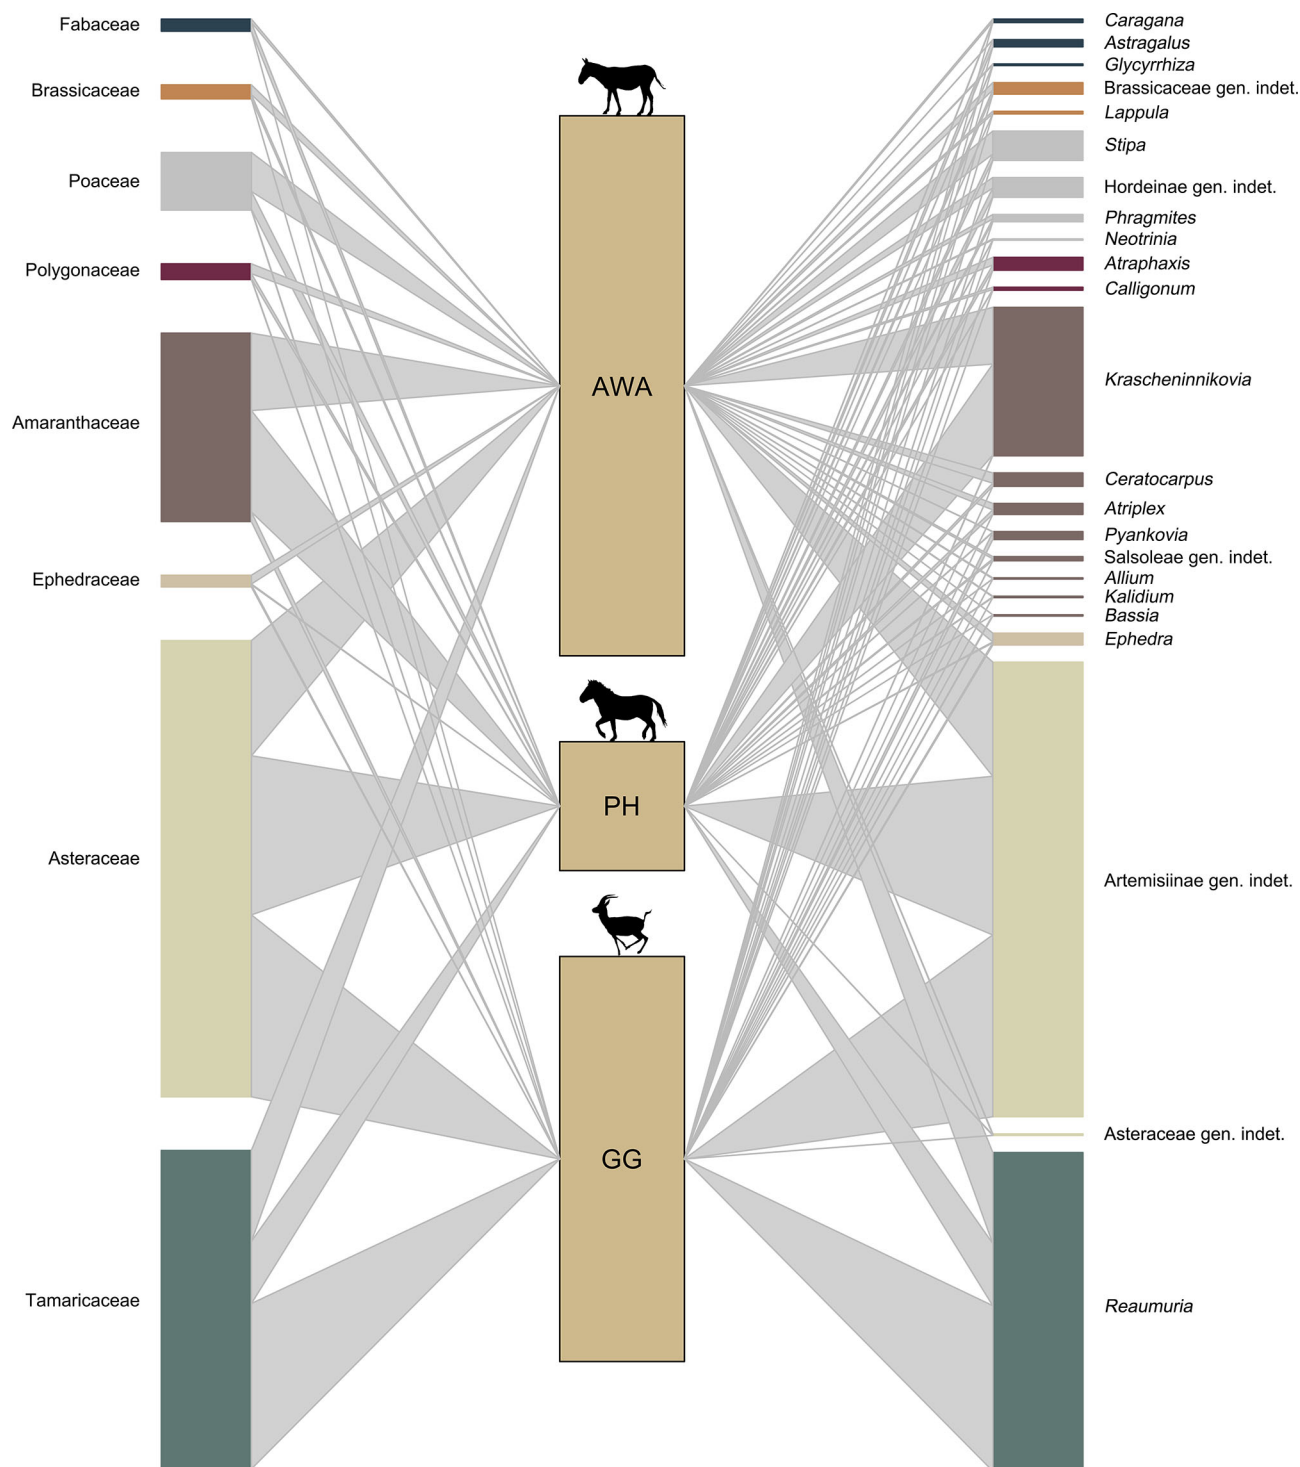 Fabaceae
Brassicaceae
Poaceae
Polygonaceae
Amaranthaceae
Ephedraceae
Asteraceae
Tamaricaceae
AWA
PH
GG
Caragana
Astragalus
Glycyrrhiza
Brassicaceae gen. indet.
Lappula
Stipa
Hordeinae gen. indet.
Phragmites
Neotrinia
Atraphaxis
Calligonum
Krascheninnikovia
Ceratocarpus
Atriplex
Pyankovia
Salsoleae gen. indet.
Allium
Kalidium
Bassia
Ephedra
Artemisiinae gen. indet.
Asteraceae gen. indet.
Reaumuria